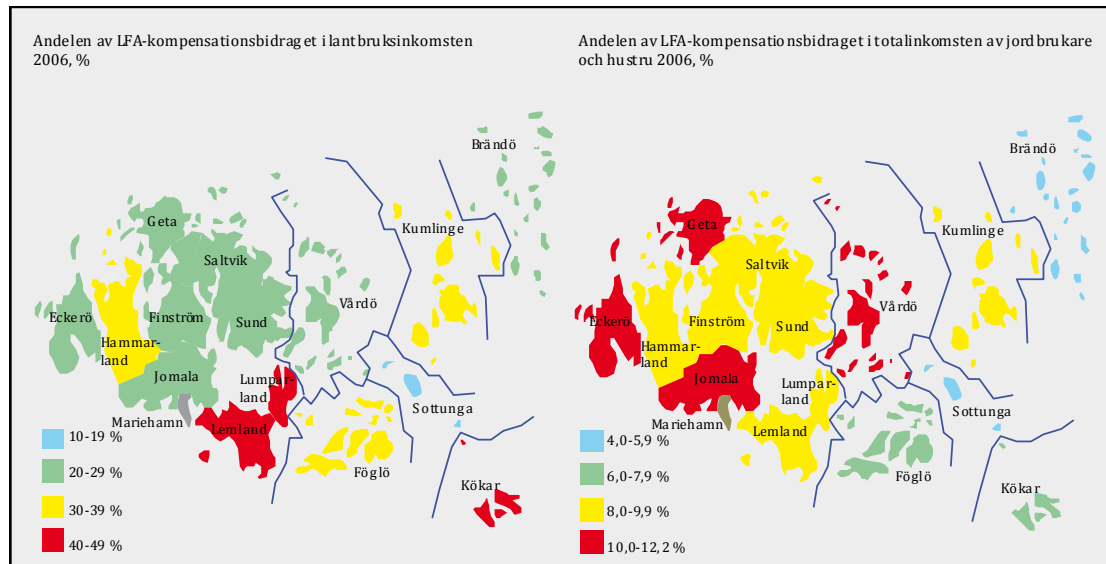 Andelen av LFA-kompensationsbidraget i lantbruksinkomsten
2006, %
Brändö
Geta
Kumlinge
Saltvik
Eckerö
Finström
Sund
Vårdö
Hammar-
land
Jomala
Lumpar-
land
Mariehamn
Lemland
Sottunga
Föglö
Kökar
10-19 %
20-29 %
30-39 %
40-49 %
Andelen av LFA-kompensationsbidraget i totalinkomsten av jordbrukare
och hustru 2006, %
Brändö
Geta
Kumlinge
Saltvik
Eckerö
Finström
Sund
Vårdö
Hammar-
land
Jomala
Lumpar-
land
Mariehamn
Lemland
Sottunga
Föglö
Kökar
4,0-5,9 %
6,0-7,9 %
8,0-9,9 %
10,0-12,2 %